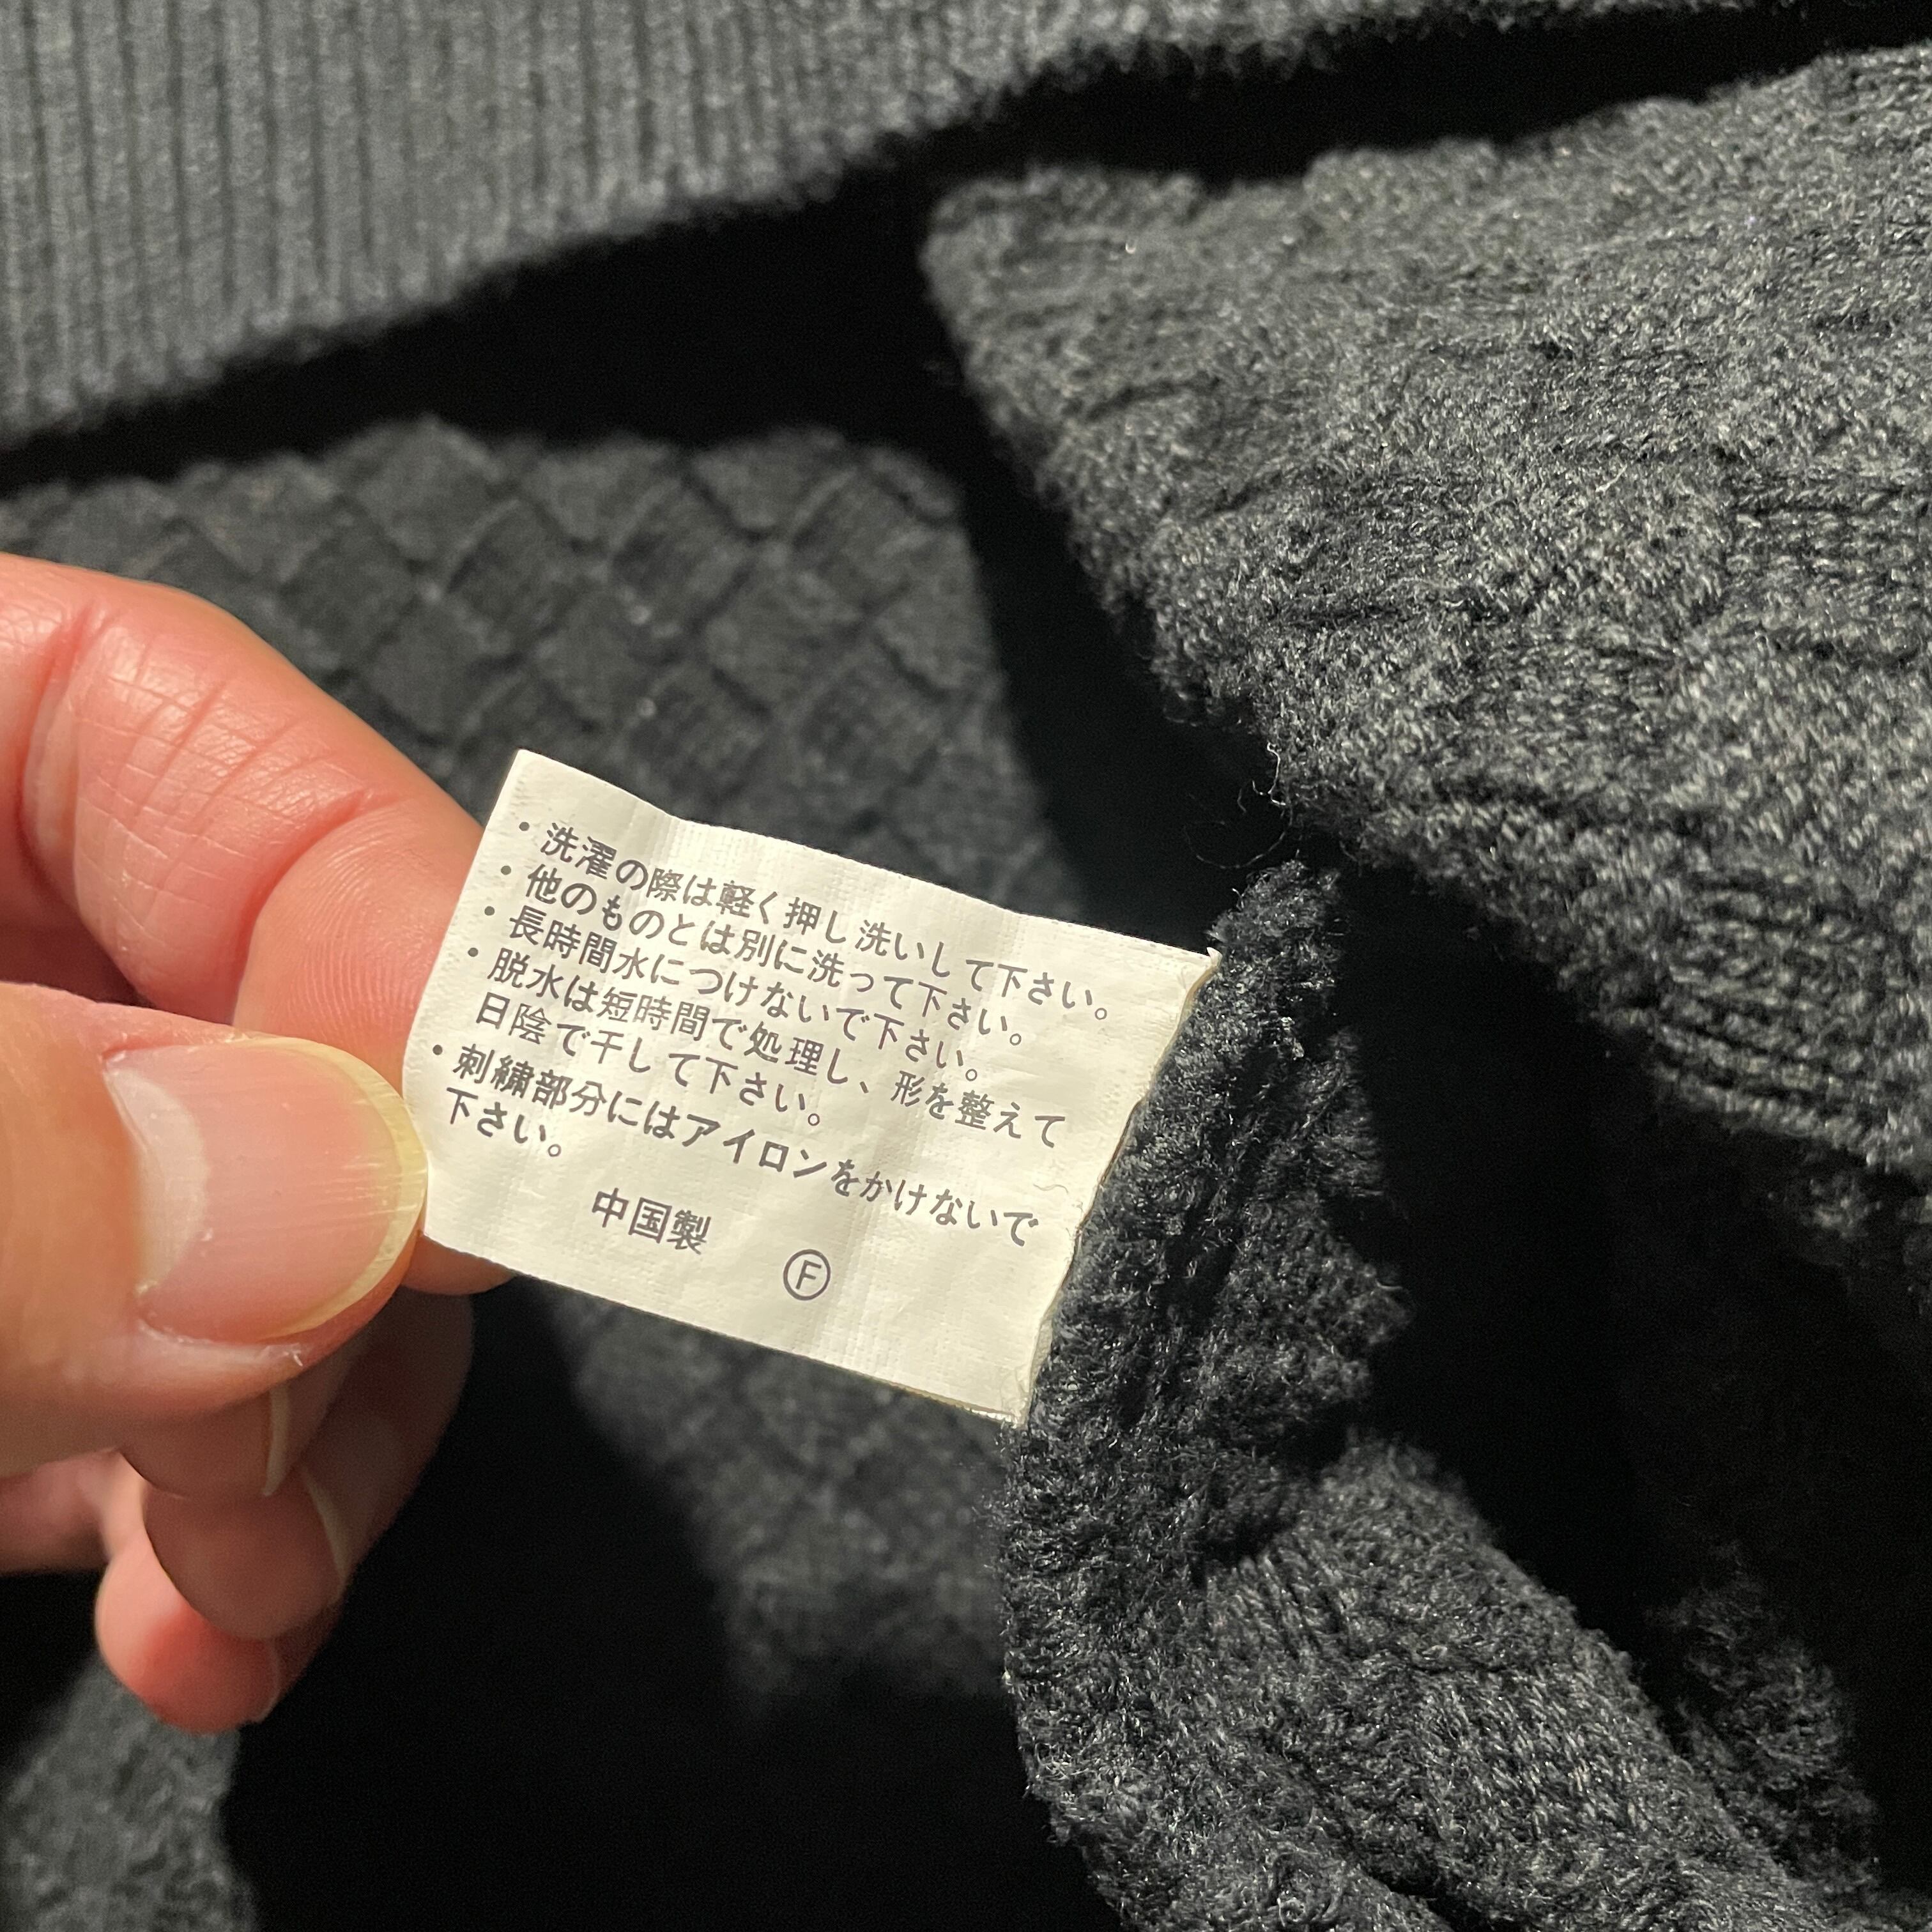 ・洗濯の際は軽く押し洗いして下さい。
・他のものとは別に洗って下さい。
・長時間水につけないで下さい。
・脱水は短時間で処理し、形を整えて
日陰で干して下さい。
・刺繍部分にはアイロンをかけないで
下さい。
中国製
Ⓕ